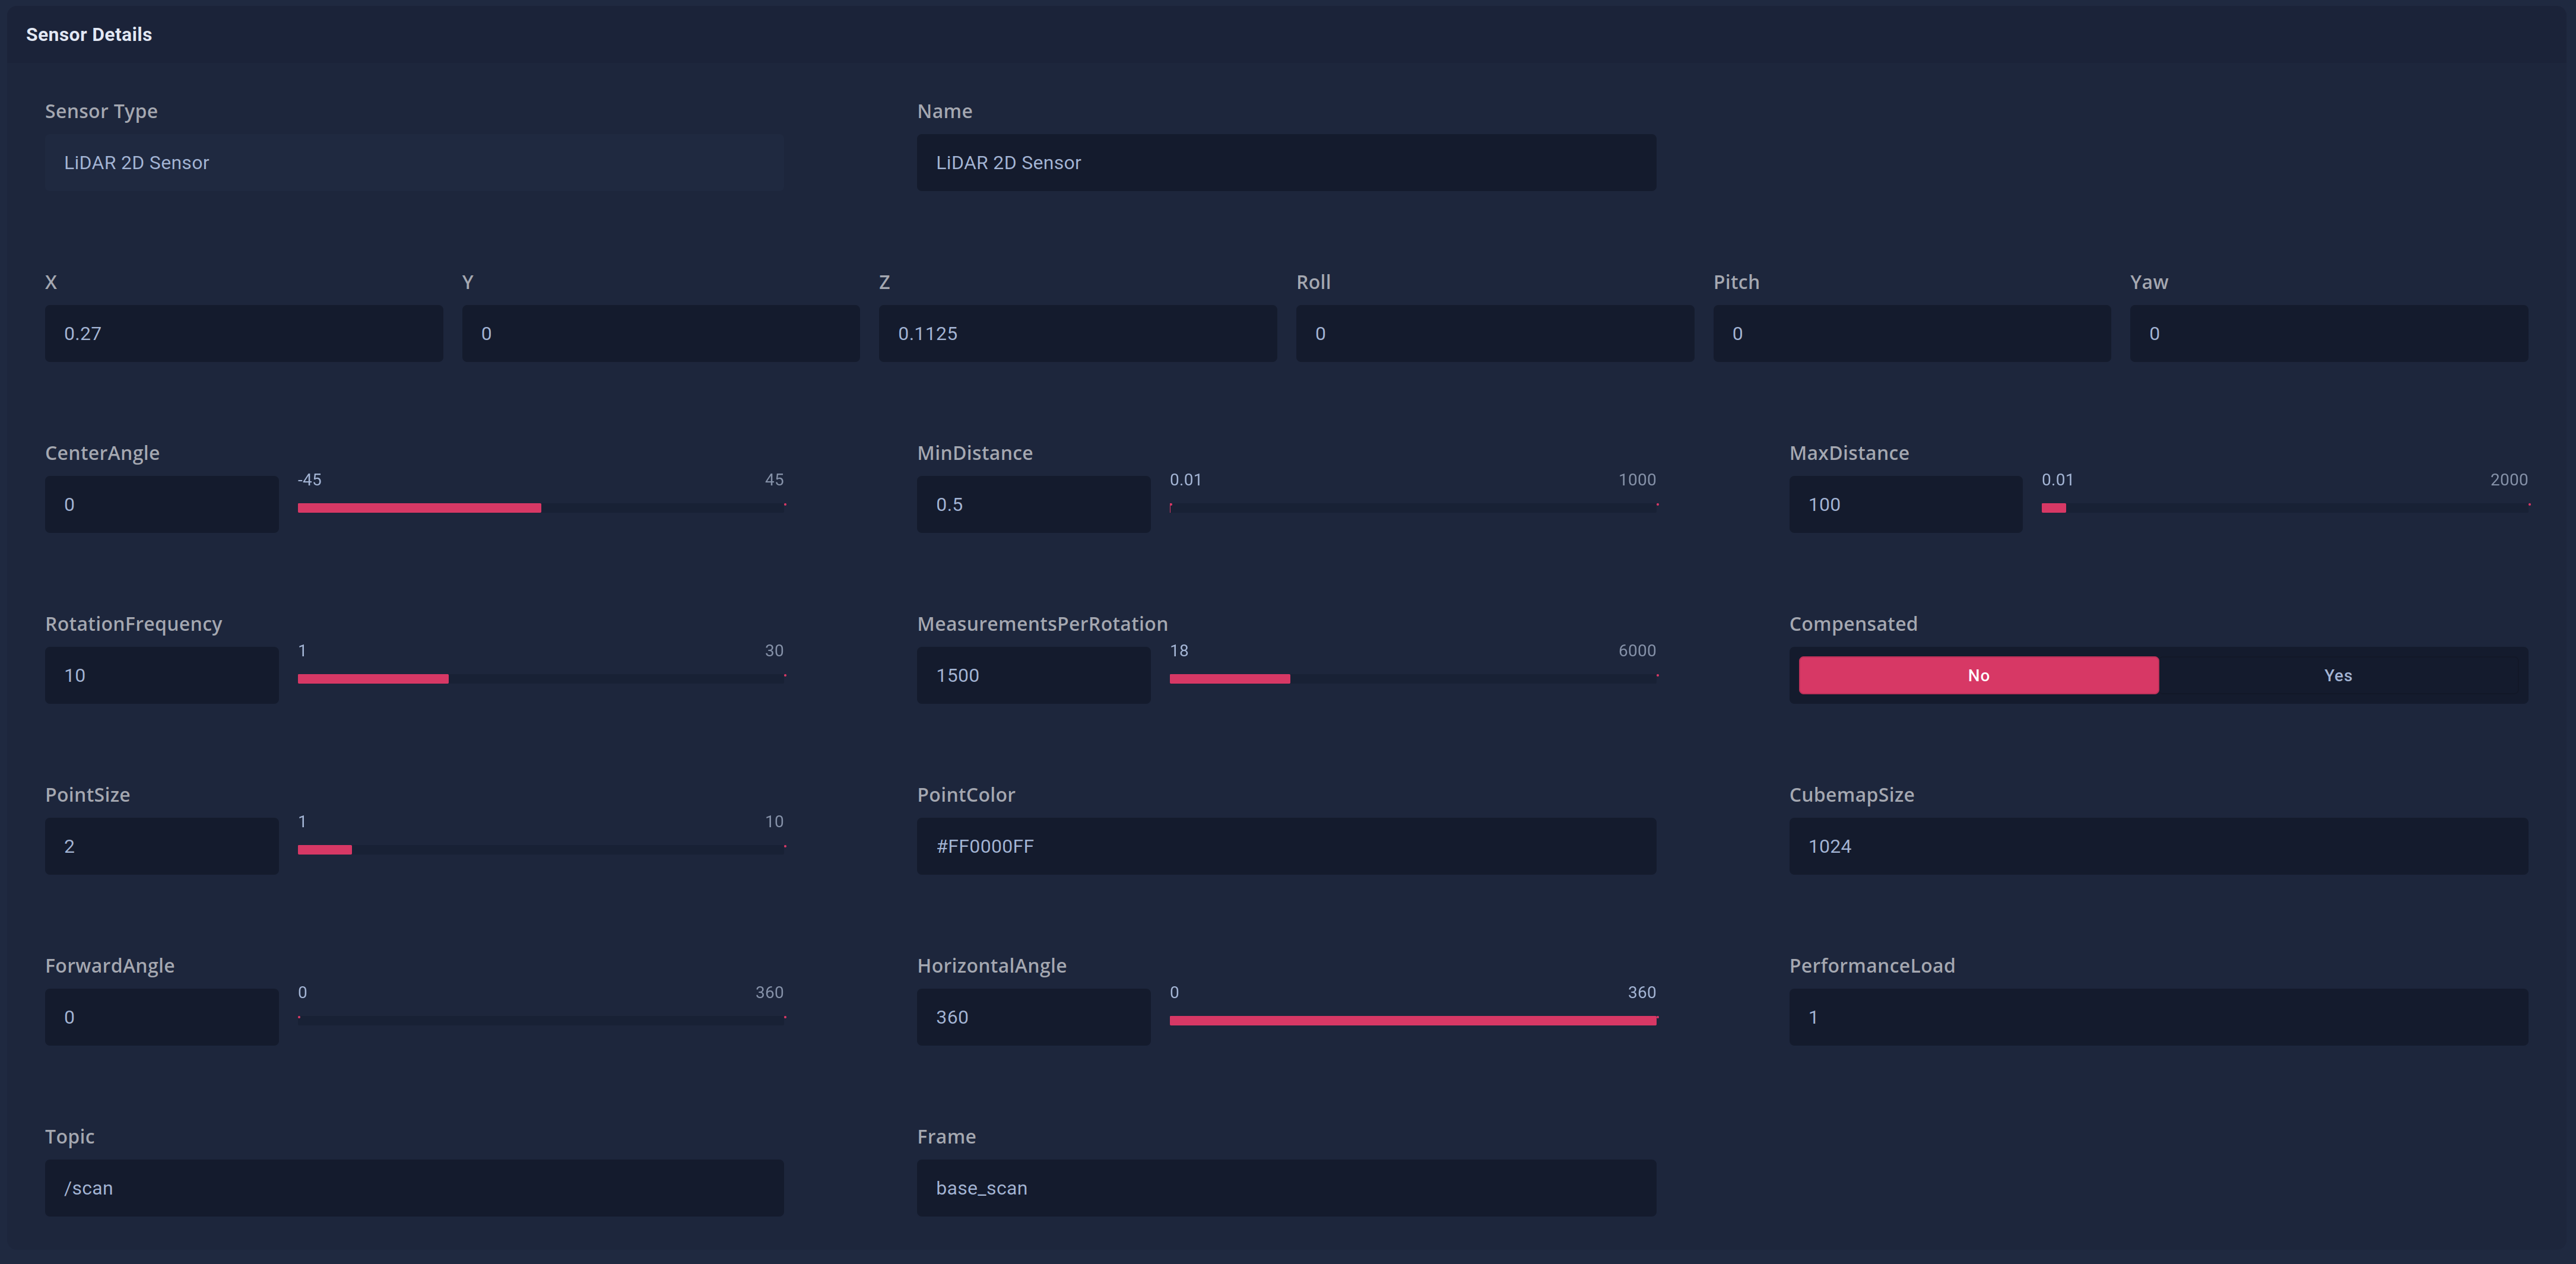 Sensor Details
Sensor Type Name
LiDAR 2D Sensor LiDAR 2D Sensor
X Y Z Roll Pitch Yaw
0.27 0 0.1125 0 0 0
CenterAngle MinDistance MaxDistance
-45 45 0.01 1000 0.01 2000
0 0.5 100
RotationFrequency MeasurementsPerRotation Compensated
1 30 18 6000
10 1500 No Yes
PointSize PointColor CubemapSize
1 10
2 #FF0000FF 1024
ForwardAngle HorizontalAngle PerformanceLoad
0 360 0 360
0 360 1
Topic Frame
/scan base_scan